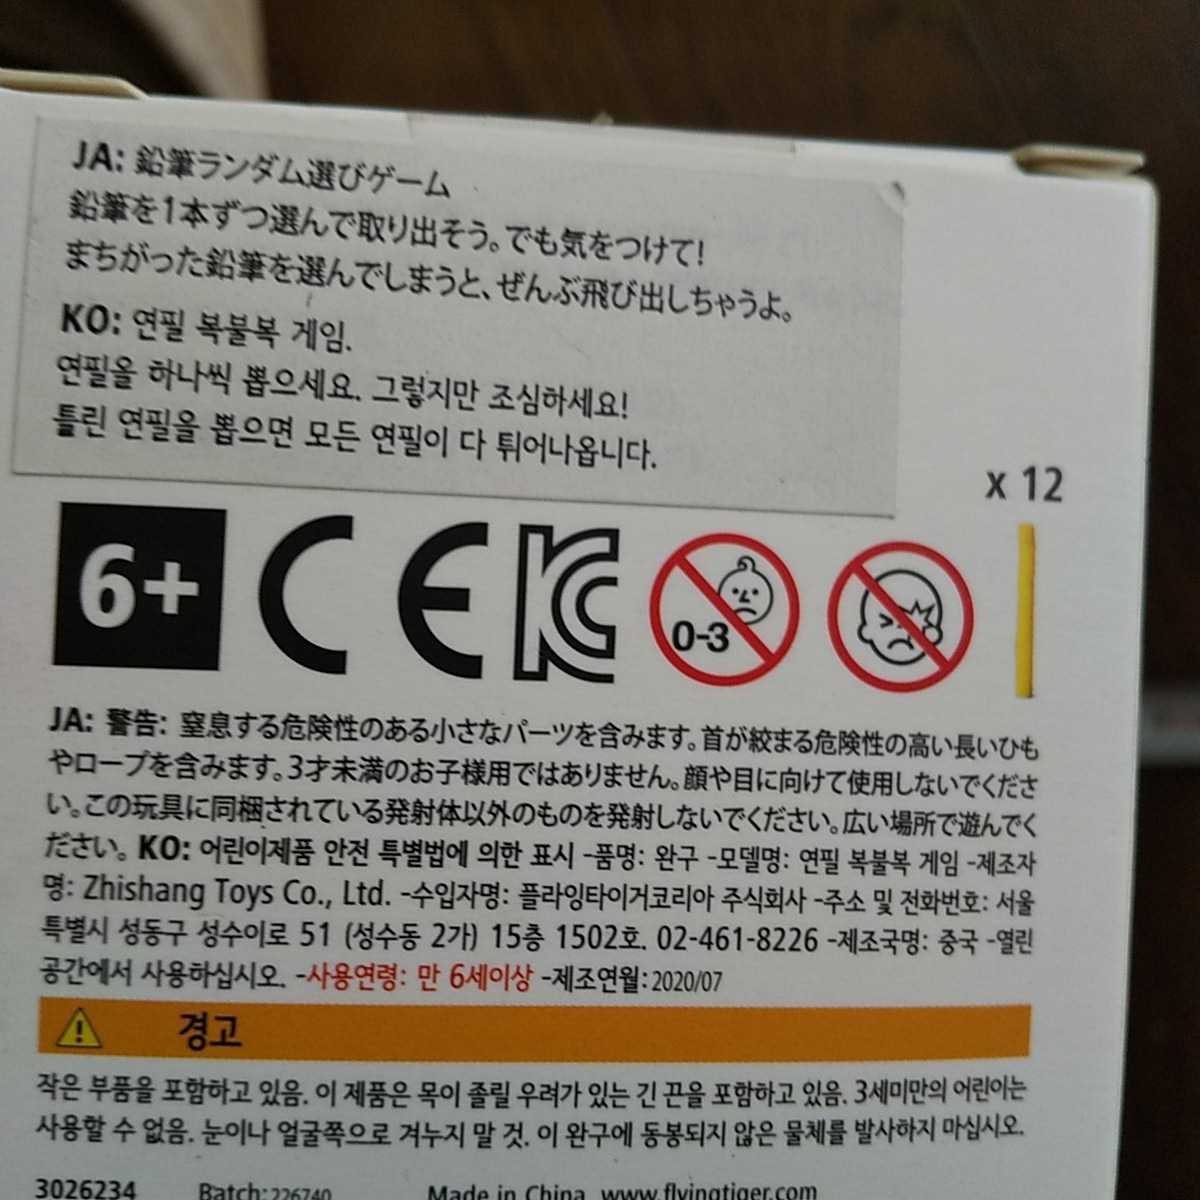 JA: 鉛筆ランダム選びゲーム
鉛筆を1本ずつ選んで取り出そう。でも気をつけて!
まちがった鉛筆を選んでしまうと、ぜんぶ飛び出しちゃうよ。
KO: 연필 복불복 게임.
연필을 하나씩 뽑으세요. 그렇지만 조심하세요!
틀린 연필을 뽑으면 모든 연필이 다 튀어나옵니다.
x 12
6+ CE KC 0-3
JA: 警告: 窒息する危険性のある小さなパーツを含みます。首が絞まる危険性の高い長いひも
やロープを含みます。3才未満のお子様用ではありません。顔や目に向けて使用しないでくださ
い。この玩具に同梱されている発射体以外のものを発射しないでください。広い場所で遊んでく
ださい。KO: 어린이제품 안전 특별법에 의한 표시 -품명: 완구 -모델명: 연필 복불복 게임 -제조자
명: Zhishang Toys Co., Ltd. -수입자명: 플라잉타이거코리아 주식회사 -주소 및 전화번호: 서울
특별시 성동구 성수이로 51 (성수동 2가) 15층 1502호. 02-461-8226 -제조국명: 중국 -열린
공간에서 사용하십시오. -사용연령: 만 6세이상 -제조연월: 2020/07
경고
작은 부품을 포함하고 있음. 이 제품은 목이 졸릴 우려가 있는 긴 끈을 포함하고 있음. 3세미만의 어린이는
사용할 수 없음. 눈이나 얼굴쪽으로 겨누지 말 것. 이 완구에 동봉되지 않은 물체를 발사하지 마십시오.
3026234 Batch: 226740 Made in China www.flyingtiger.com